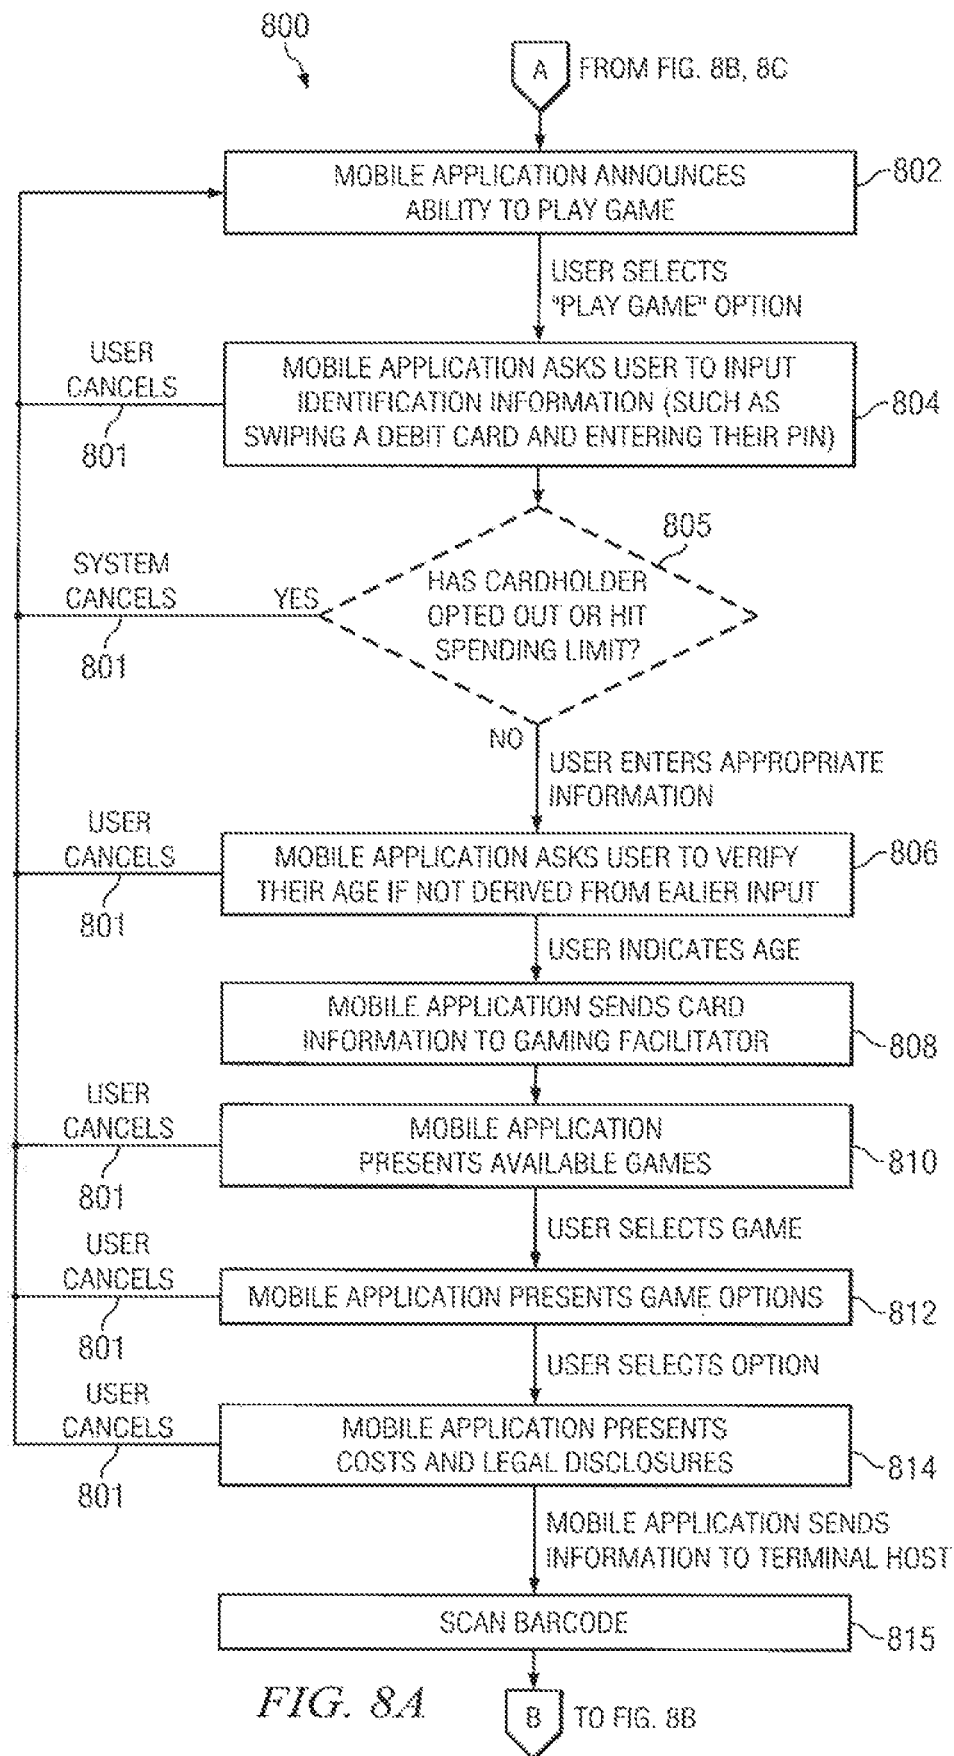 800
A FROM FIG. 8B, 8C
MOBILE APPLICATION ANNOUNCES
ABILITY TO PLAY GAME
802
USER SELECTS
"PLAY GAME" OPTION
USER
CANCELS
801
MOBILE APPLICATION ASKS USER TO INPUT
IDENTIFICATION INFORMATION (SUCH AS
SWIPING A DEBIT CARD AND ENTERING THEIR PIN)
804
805
SYSTEM
CANCELS
801
YES
HAS CARDHOLDER
OPTED OUT OR HIT
SPENDING LIMIT?
NO
USER ENTERS APPROPRIATE
INFORMATION
USER
CANCELS
801
MOBILE APPLICATION ASKS USER TO VERIFY
THEIR AGE IF NOT DERIVED FROM EALIER INPUT
806
USER INDICATES AGE
MOBILE APPLICATION SENDS CARD
INFORMATION TO GAMING FACILITATOR
808
USER
CANCELS
801
MOBILE APPLICATION
PRESENTS AVAILABLE GAMES
810
USER SELECTS GAME
USER
CANCELS
801
MOBILE APPLICATION PRESENTS GAME OPTIONS
812
USER SELECTS OPTION
USER
CANCELS
801
MOBILE APPLICATION PRESENTS
COSTS AND LEGAL DISCLOSURES
814
MOBILE APPLICATION SENDS
INFORMATION TO TERMINAL HOST
SCAN BARCODE
815
FIG. 8A
B TO FIG. 8B